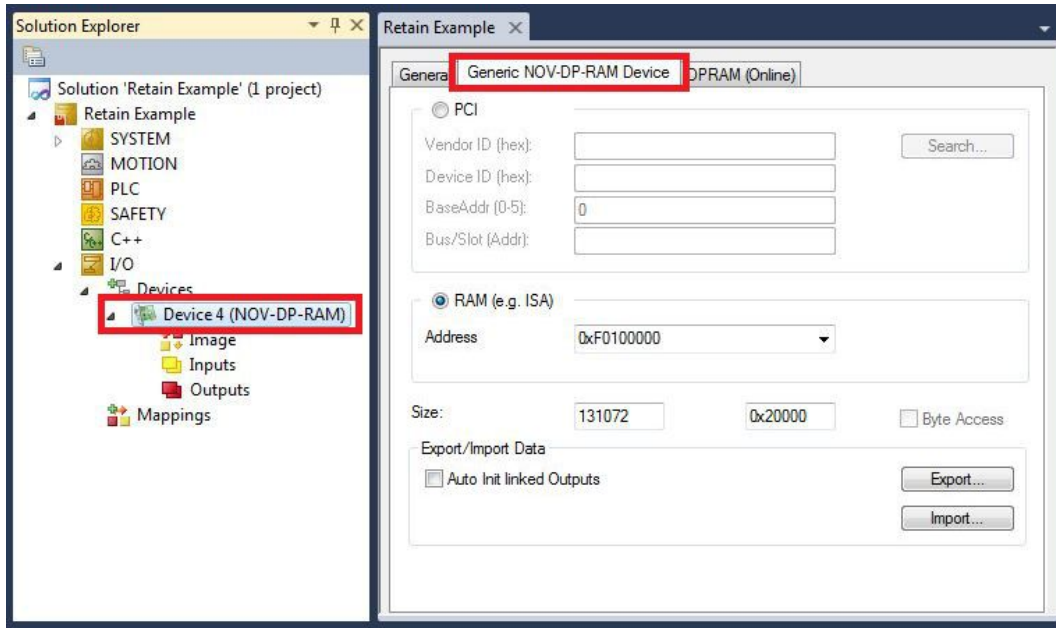 Solution Explorer
Solution 'Retain Example' (1 project)
Retain Example
SYSTEM
MOTION
PLC
SAFETY
C++
I/O
Devices
Device 4 (NOV-DP-RAM)
Image
Inputs
Outputs
Mappings
Retain Example
Genera Generic NOV-DP-RAM Device DPRAM (Online)
PCI
Vendor ID (hex): Search...
Device ID (hex):
BaseAddr (0-5): 0
Bus/Slot (Addr):
RAM (e.g. ISA)
Address 0xF0100000
Size: 131072 0x20000 Byte Access
Export/Import Data
Auto Init linked Outputs Export...
Import...